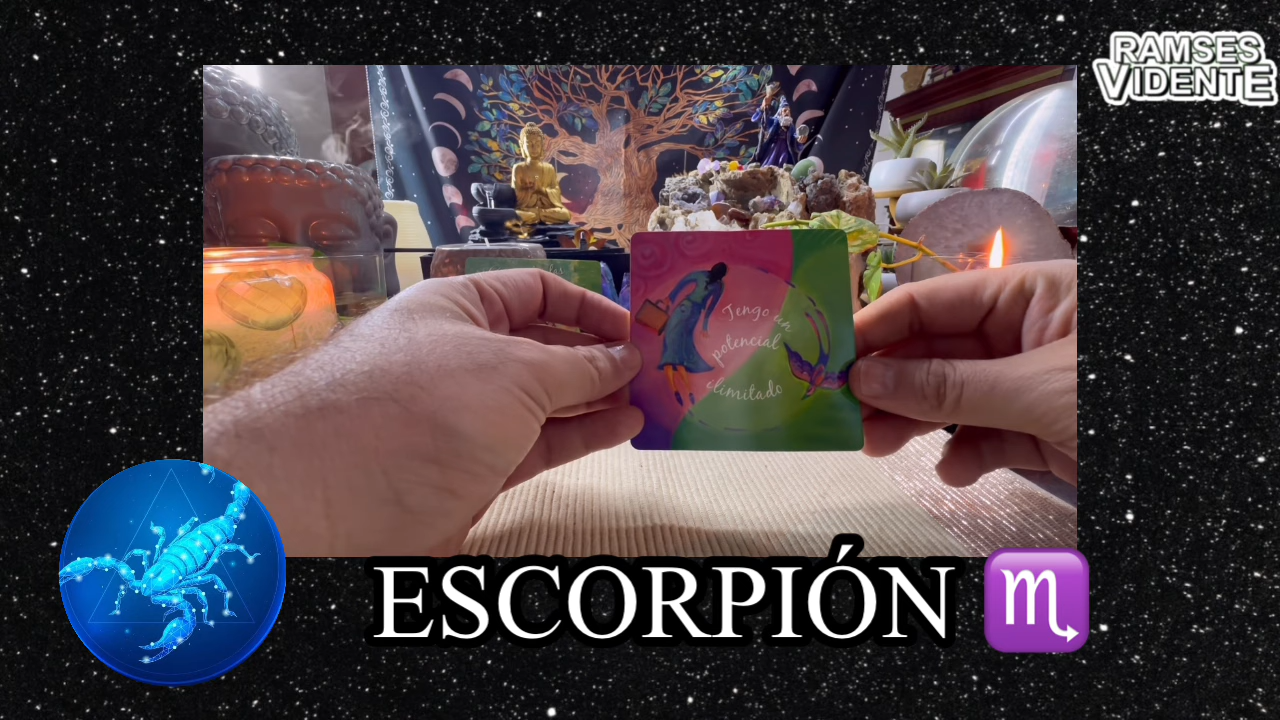 RAMSES
VIDENTE
Tengo un
potencial
ilimitado
ESCORPIÓN ♏